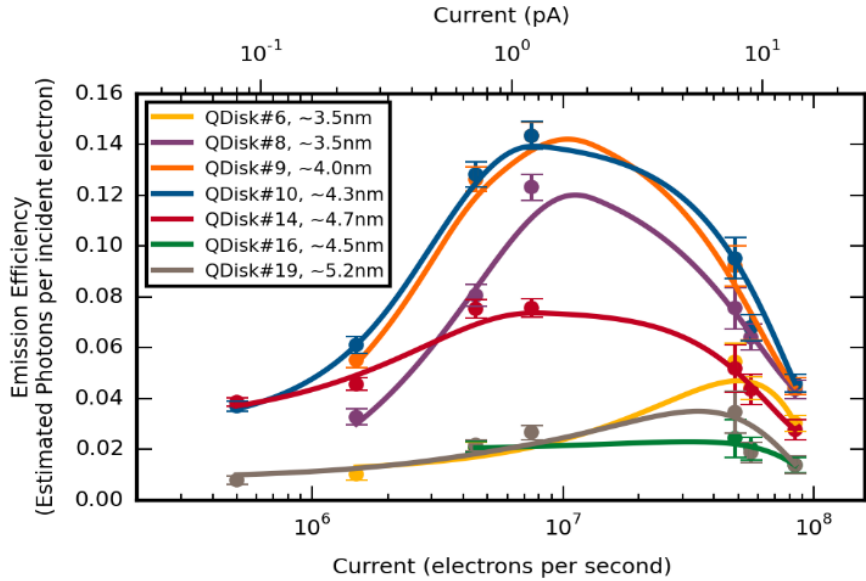 Current (pA)
10⁻¹ 10⁰ 10¹
0.16
0.14
0.12
0.10
0.08
0.06
0.04
0.02
0.00
Emission Efficiency
(Estimated Photons per incident electron)
QDisk#6, ~3.5nm
QDisk#8, ~3.5nm
QDisk#9, ~4.0nm
QDisk#10, ~4.3nm
QDisk#14, ~4.7nm
QDisk#16, ~4.5nm
QDisk#19, ~5.2nm
10⁶ 10⁷ 10⁸
Current (electrons per second)